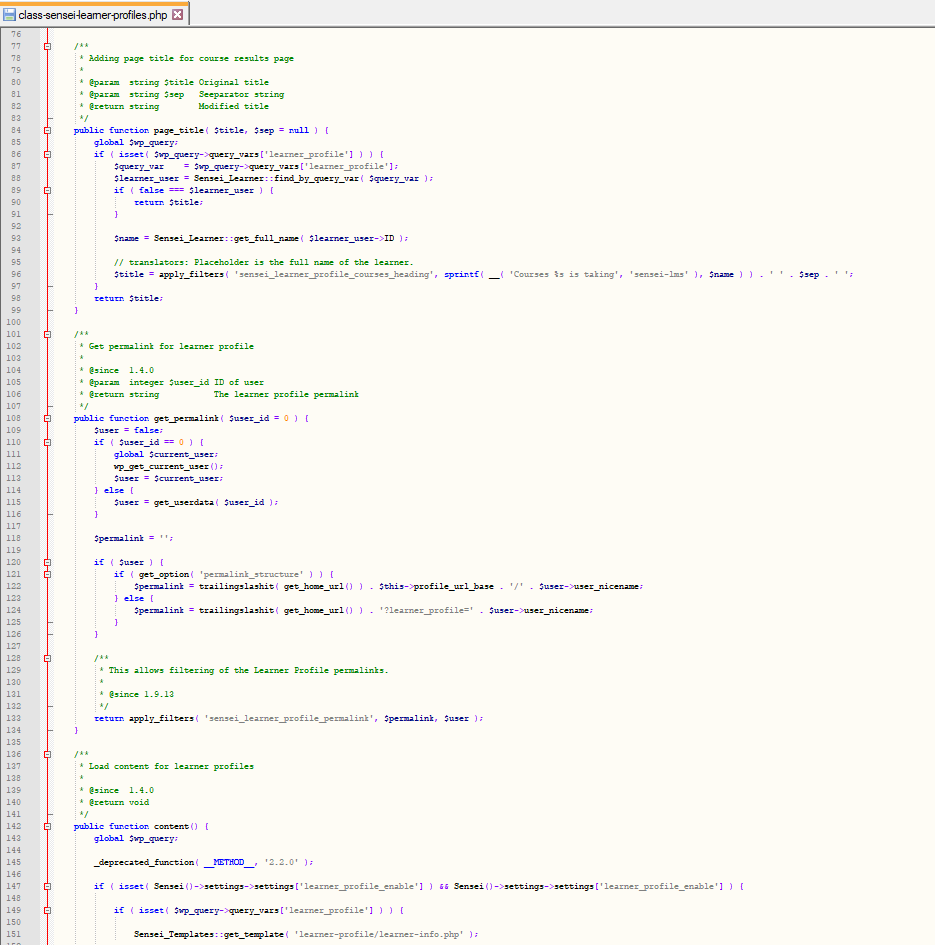 class-sensei-learner-profiles.php
76
77 /**
78 * Adding page title for course results page
79 *
80 * @param string $title Original title
81 * @param string $sep Seeparator string
82 * @return string Modified title
83 */
84 public function page_title( $title, $sep = null ) {
85 global $wp_query;
86 if ( isset( $wp_query->query_vars['learner_profile'] ) ) {
87 $query_var = $wp_query->query_vars['learner_profile'];
88 $learner_user = Sensei_Learner::find_by_query_var( $query_var );
89 if ( false === $learner_user ) {
90 return $title;
91 }
92
93 $name = Sensei_Learner::get_full_name( $learner_user->ID );
94
95 // translators: Placeholder is the full name of the learner.
96 $title = apply_filters( 'sensei_learner_profile_courses_heading', sprintf( __( 'Courses %s is taking', 'sensei-lms' ), $name ) ) . ' ' . $sep . ' ';
97 }
98 return $title;
99 }
100
101 /**
102 * Get permalink for learner profile
103 *
104 * @since 1.4.0
105 * @param integer $user_id ID of user
106 * @return string The learner profile permalink
107 */
108 public function get_permalink( $user_id = 0 ) {
109 $user = false;
110 if ( $user_id == 0 ) {
111 global $current_user;
112 wp_get_current_user();
113 $user = $current_user;
114 } else {
115 $user = get_userdata( $user_id );
116 }
117
118 $permalink = '';
119
120 if ( $user ) {
121 if ( get_option( 'permalink_structure' ) ) {
122 $permalink = trailingslashit( get_home_url() ) . $this->profile_url_base . '/' . $user->user_nicename;
123 } else {
124 $permalink = trailingslashit( get_home_url() ) . '?learner_profile=' . $user->user_nicename;
125 }
126 }
127
128 /**
129 * This allows filtering of the Learner Profile permalinks.
130 *
131 * @since 1.9.13
132 */
133 return apply_filters( 'sensei_learner_profile_permalink', $permalink, $user );
134 }
135
136 /**
137 * Load content for learner profiles
138 *
139 * @since 1.4.0
140 * @return void
141 */
142 public function content() {
143 global $wp_query;
144
145 _deprecated_function( __METHOD__, '2.2.0' );
146
147 if ( isset( Sensei()->settings->settings['learner_profile_enable'] ) && Sensei()->settings->settings['learner_profile_enable'] ) {
148
149 if ( isset( $wp_query->query_vars['learner_profile'] ) ) {
150
151 Sensei_Templates::get_template( 'learner-profile/learner-info.php' );